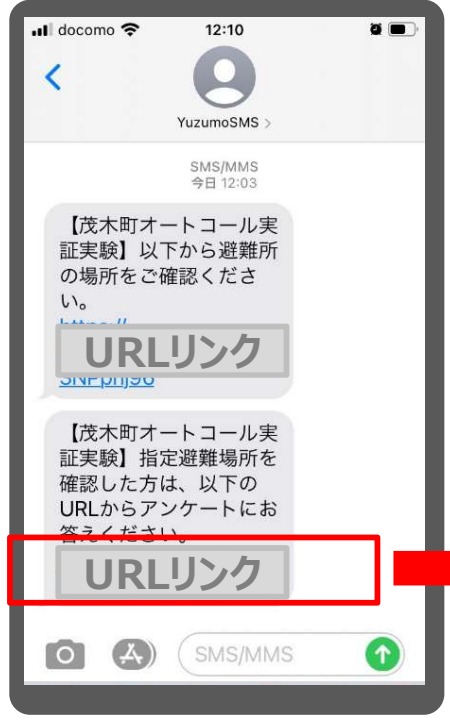 docomo
12:10
YuzumoSMS >
SMS/MMS
今日 12:03
【茂木町オートコール実
証実験】以下から避難所
の場所をご確認くださ
い。
https://
URLリンク
SNPpnj96
【茂木町オートコール実
証実験】指定避難場所を
確認した方は、以下の
URLからアンケートにお
答えください。
URLリンク
SMS/MMS